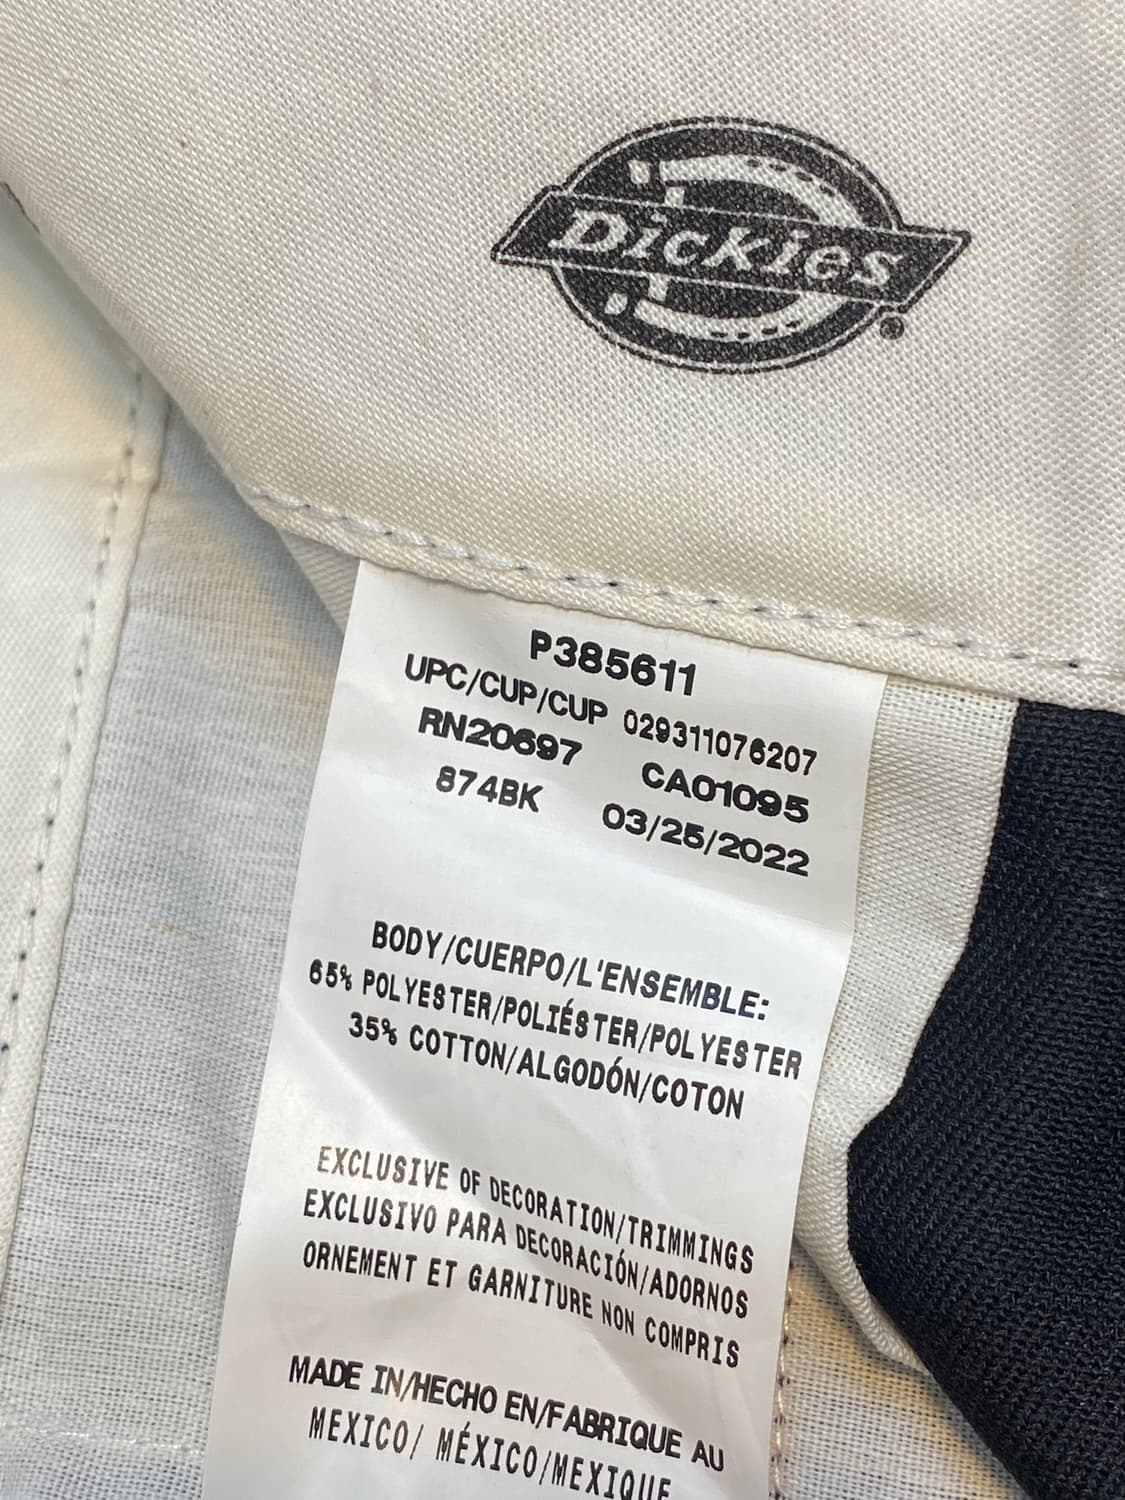 Dickies
P385611
UPC/CUP/CUP 029311076207
RN20697 CA01095
874BK 03/25/2022
BODY/CUERPO/L'ENSEMBLE:
65% POLYESTER/POLIÉSTER/POLYESTER
35% COTTON/ALGODÓN/COTON
EXCLUSIVE OF DECORATION/TRIMMINGS
EXCLUSIVO PARA DECORACIÓN/ADORNOS
ORNEMENT ET GARNITURE NON COMPRIS
MADE IN/HECHO EN/FABRIQUE AU
MEXICO/ MÉXICO/MEXIQUE